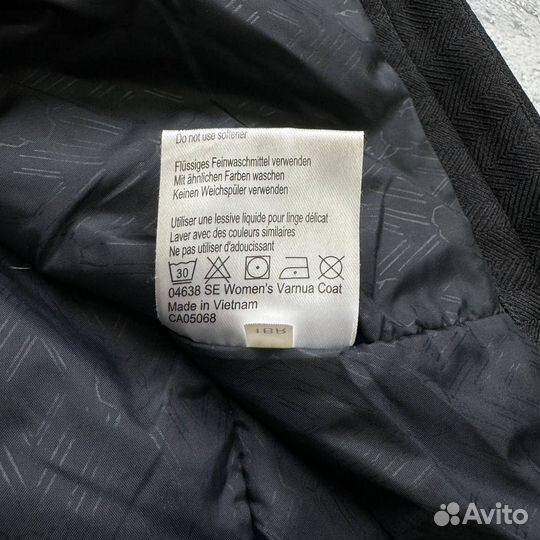 Do not use softener
Flüssiges Feinwaschmittel verwenden
Mit ähnlichen Farben waschen
Keinen Weichspüler verwenden
Utiliser une lessive liquide pour linge délicat
Laver avec des couleurs similaires
Ne pas utiliser d'adoucissant
30
04638 SE Women's Varnua Coat
Made in Vietnam
CA05068
Avito